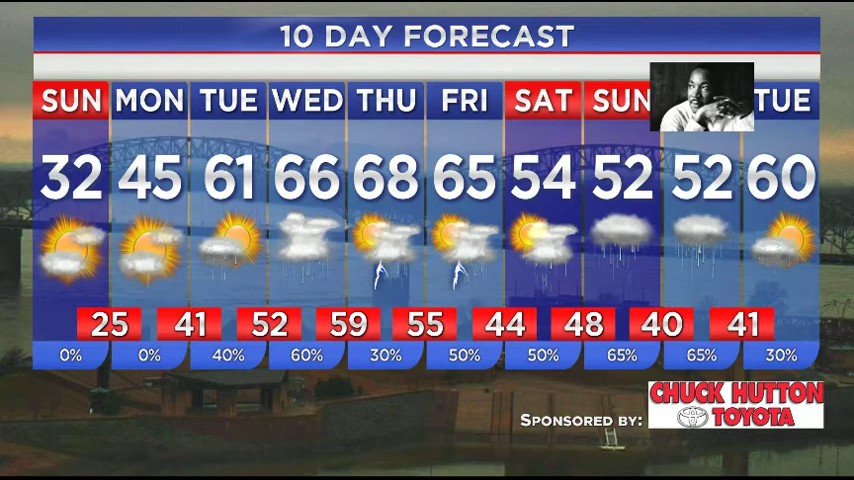 10 DAY FORECAST
SUN MON TUE WED THU FRI SAT SUN TUE
32 45 61 66 68 65 54 52 52 60
25 41 52 59 55 44 48 40 41
0% 0% 40% 60% 30% 50% 50% 65% 65% 30%
CHUCK HUTTON
SPONSORED BY: TOYOTA